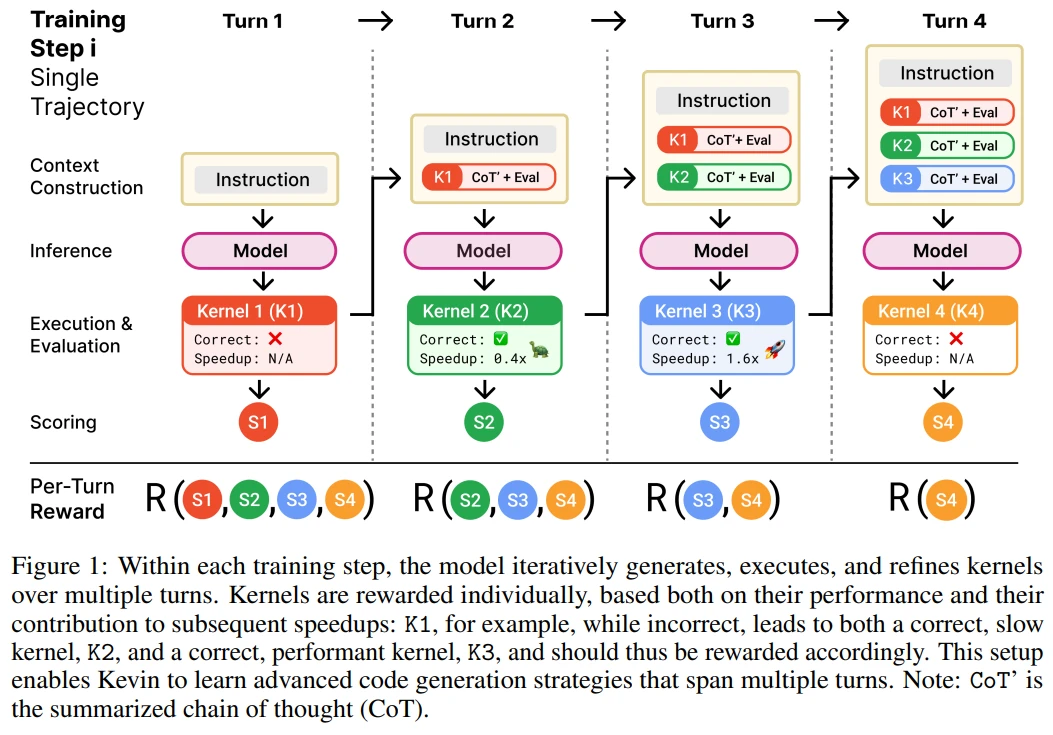 Training
Step i
Single
Trajectory
Turn 1
Turn 2
Turn 3
Turn 4
Context
Construction
Instruction
Instruction
K1 CoT' + Eval
Instruction
K1 CoT'+ Eval
K2 CoT' + Eval
Instruction
K1 CoT' + Eval
K2 CoT' + Eval
K3 CoT' + Eval
Inference
Model
Model
Model
Model
Execution &
Evaluation
Kernel 1 (K1)
Correct: ❌
Speedup: N/A
Kernel 2 (K2)
Correct: ✅
Speedup: 0.4x
Kernel 3 (K3)
Correct: ✅
Speedup: 1.6x
Kernel 4 (K4)
Correct: ❌
Speedup: N/A
Scoring
S1
S2
S3
S4
Per-Turn
Reward
R(S1,S2,S3,S4)
R(S2,S3,S4)
R(S3,S4)
R(S4)
Figure 1: Within each training step, the model iteratively generates, executes, and refines kernels
over multiple turns. Kernels are rewarded individually, based both on their performance and their
contribution to subsequent speedups: K1, for example, while incorrect, leads to both a correct, slow
kernel, K2, and a correct, performant kernel, K3, and should thus be rewarded accordingly. This setup
enables Kevin to learn advanced code generation strategies that span multiple turns. Note: CoT’ is
the summarized chain of thought (CoT).